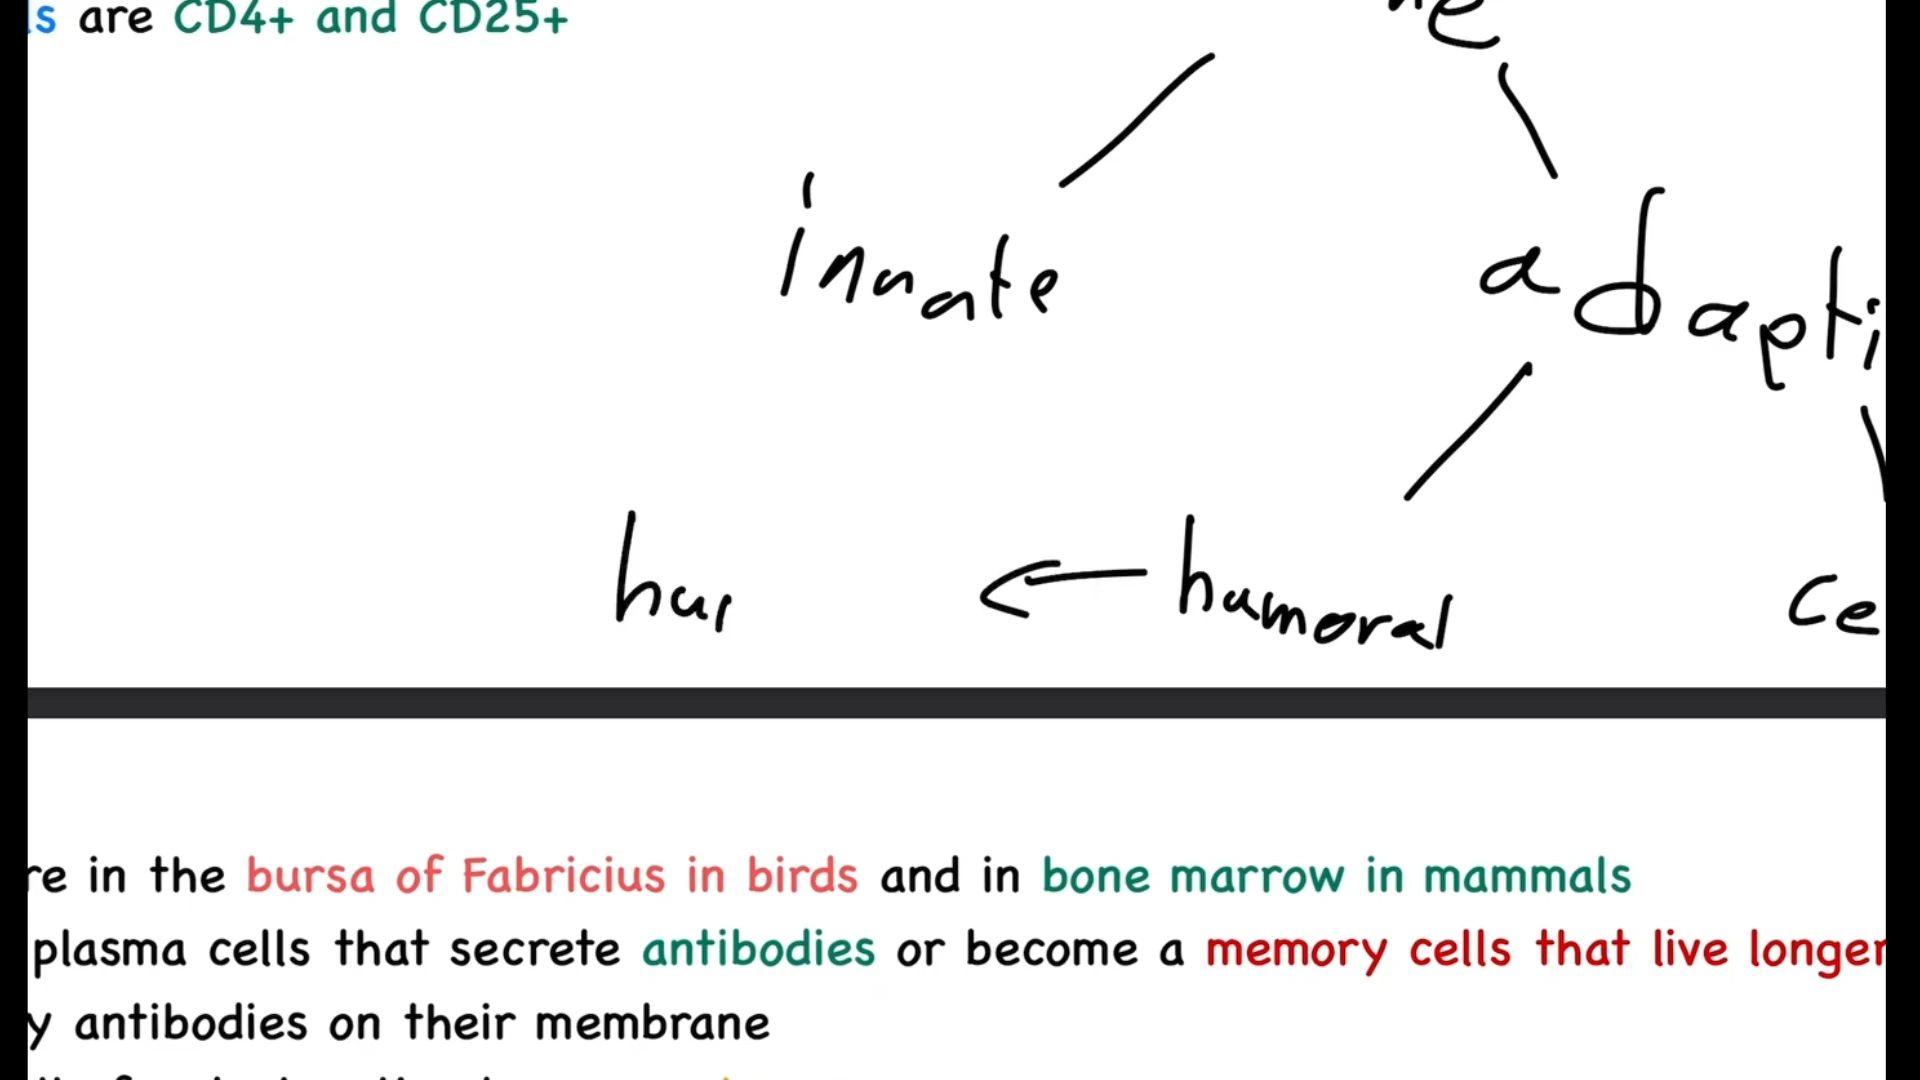 s are CD4+ and CD25+
innate
adapti
hu
humoral
ce
re in the bursa of Fabricius in birds and in bone marrow in mammals
plasma cells that secrete antibodies or become a memory cells that live longer
y antibodies on their membrane